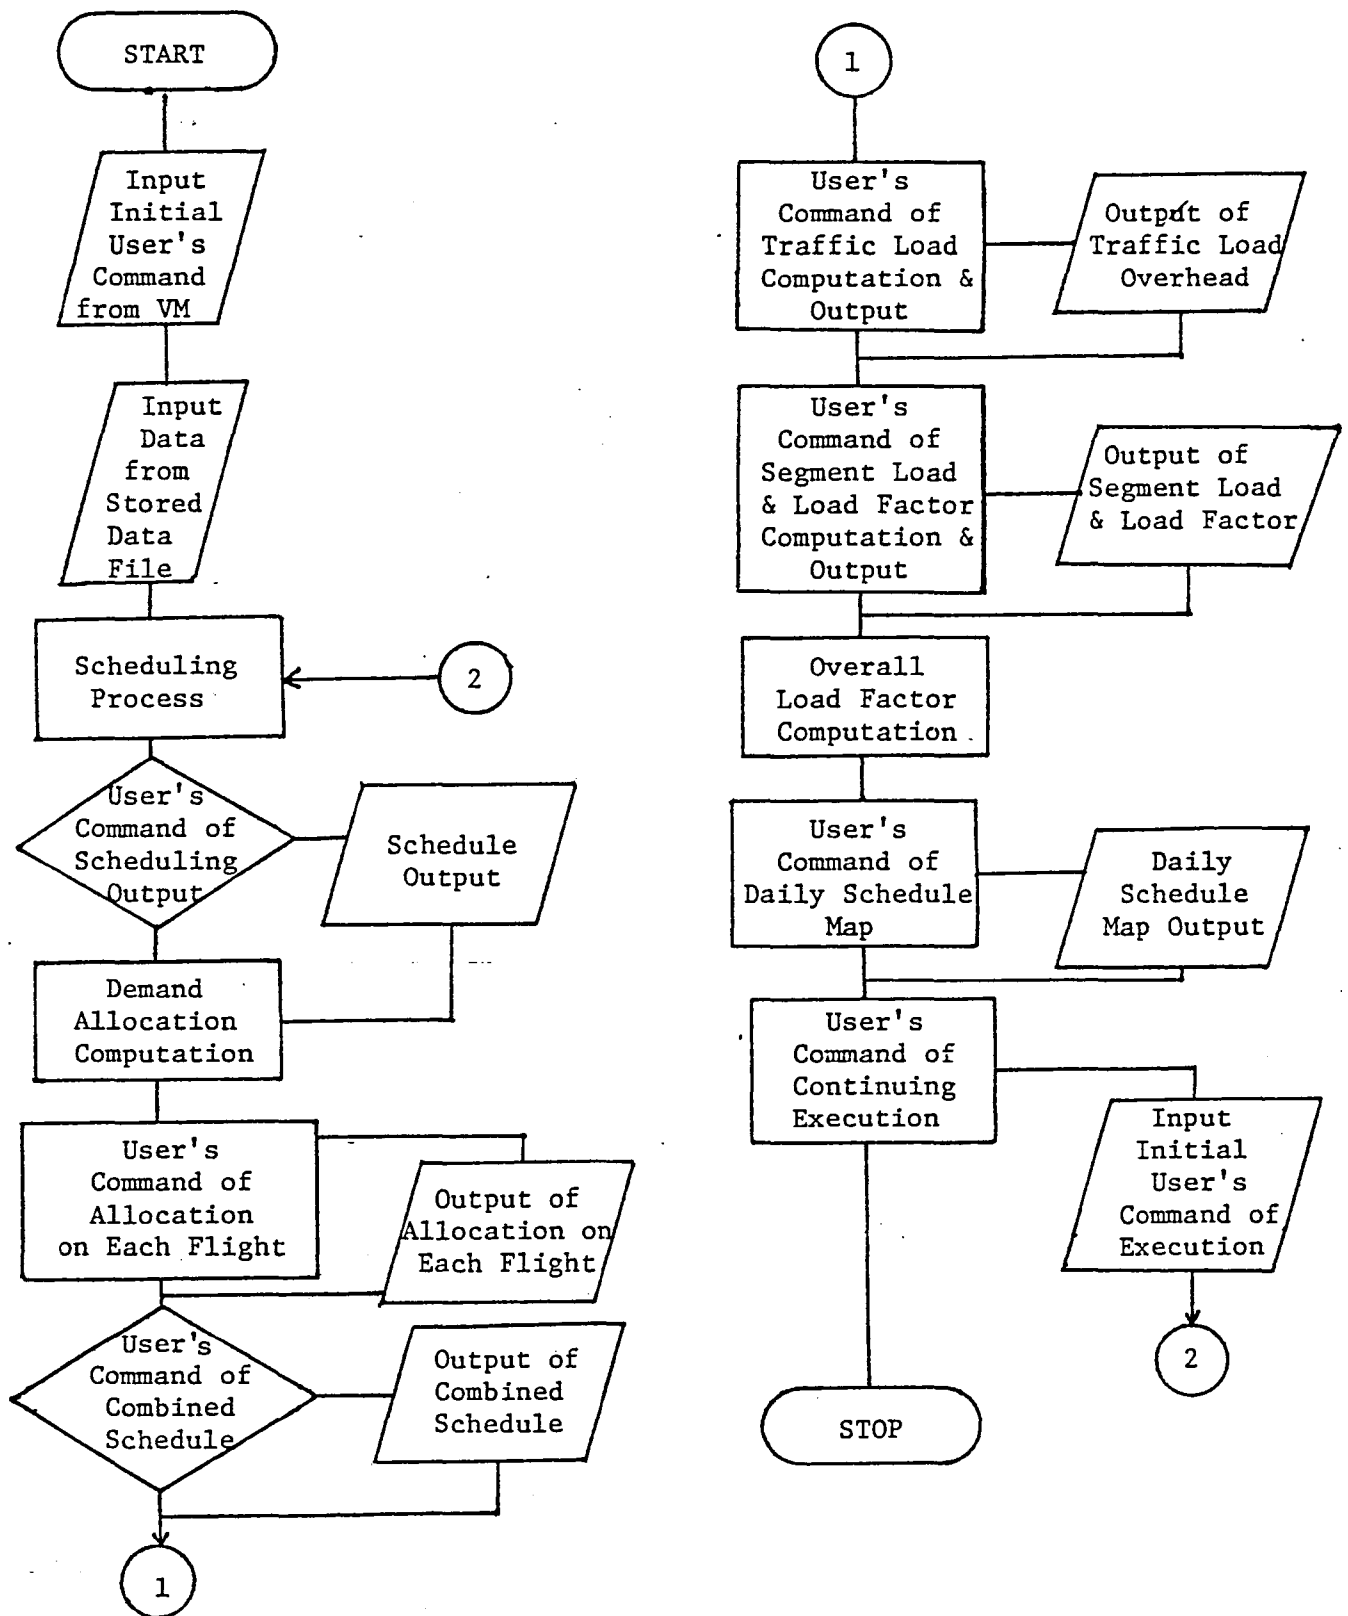 START
Input
Initial
User's
Command
from VM
Input
Data
from
Stored
Data
File
Scheduling
Process
2
User's
Command of
Scheduling
Output
Schedule
Output
Demand
Allocation
Computation
User's
Command of
Allocation
on Each Flight
Output of
Allocation on
Each Flight
User's
Command of
Combined
Schedule
Output of
Combined
Schedule
1
1
User's
Command of
Traffic Load
Computation &
Output
Output of
Traffic Load
Overhead
User's
Command of
Segment Load
& Load Factor
Computation &
Output
Output of
Segment Load
& Load Factor
Overall
Load Factor
Computation
User's
Command of
Daily Schedule
Map
Daily
Schedule
Map Output
User's
Command of
Continuing
Execution
Input
Initial
User's
Command of
Execution
2
STOP